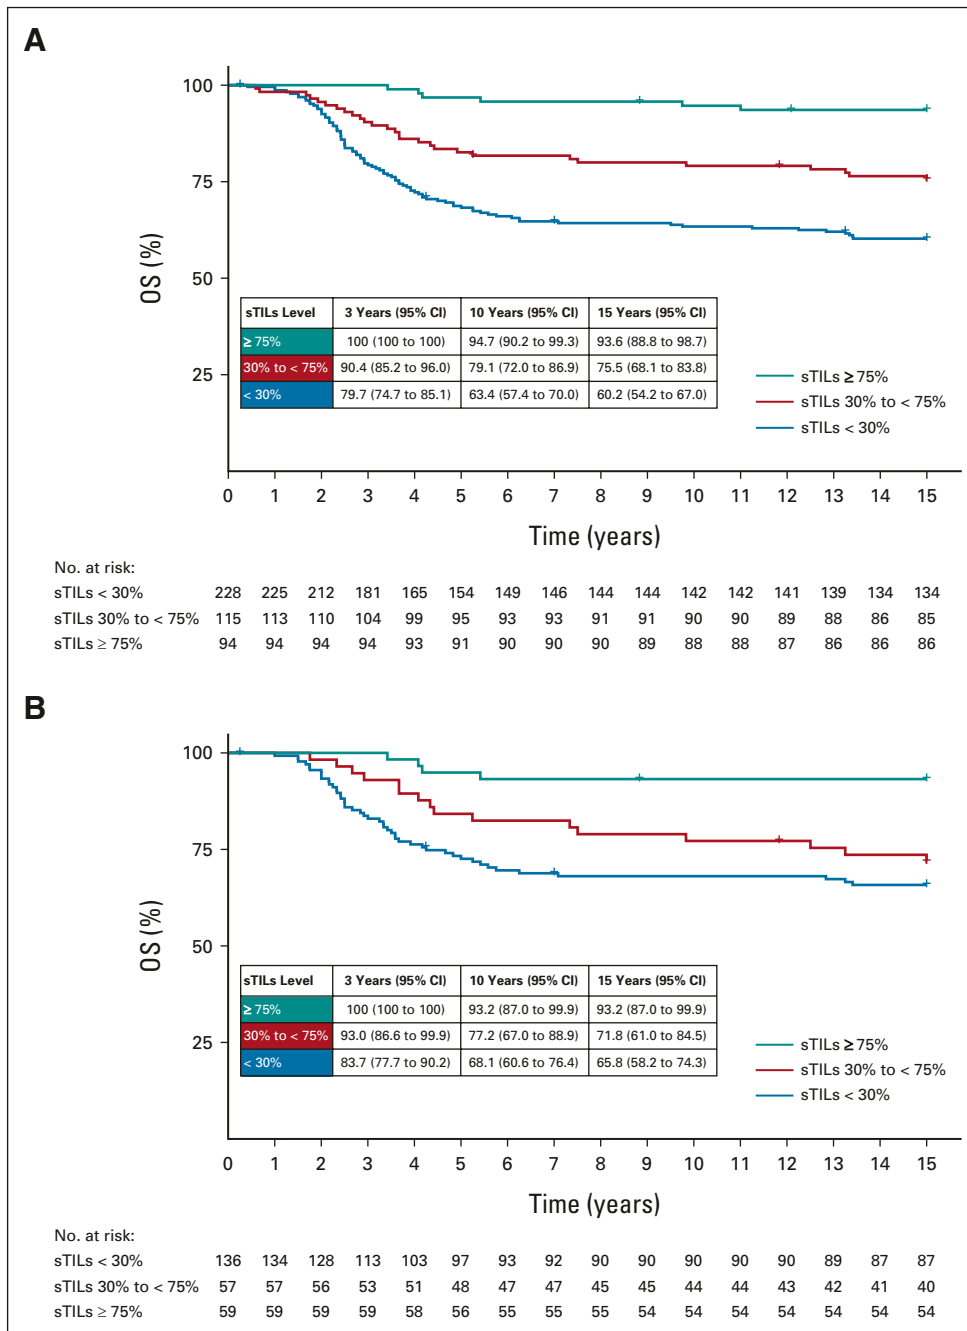 A
100
75
50
25
OS (%)
sTILs Level 3 Years (95% CI) 10 Years (95% CI) 15 Years (95% CI)
≥ 75% 100 (100 to 100) 94.7 (90.2 to 99.3) 93.6 (88.8 to 98.7)
30% to < 75% 90.4 (85.2 to 96.0) 79.1 (72.0 to 86.9) 75.5 (68.1 to 83.8)
< 30% 79.7 (74.7 to 85.1) 63.4 (57.4 to 70.0) 60.2 (54.2 to 67.0)
sTILs ≥ 75%
sTILs 30% to < 75%
sTILs < 30%
0 1 2 3 4 5 6 7 8 9 10 11 12 13 14 15
Time (years)
No. at risk:
sTILs < 30% 228 225 212 181 165 154 149 146 144 144 142 142 141 139 134 134
sTILs 30% to < 75% 115 113 110 104 99 95 93 93 91 91 90 90 89 88 86 85
sTILs ≥ 75% 94 94 94 94 93 91 90 90 90 89 88 88 87 86 86 86
B
100
75
50
25
OS (%)
sTILs Level 3 Years (95% CI) 10 Years (95% CI) 15 Years (95% CI)
≥ 75% 100 (100 to 100) 93.2 (87.0 to 99.9) 93.2 (87.0 to 99.9)
30% to < 75% 93.0 (86.6 to 99.9) 77.2 (67.0 to 88.9) 71.8 (61.0 to 84.5)
< 30% 83.7 (77.7 to 90.2) 68.1 (60.6 to 76.4) 65.8 (58.2 to 74.3)
sTILs ≥ 75%
sTILs 30% to < 75%
sTILs < 30%
0 1 2 3 4 5 6 7 8 9 10 11 12 13 14 15
Time (years)
No. at risk:
sTILs < 30% 136 134 128 113 103 97 93 92 90 90 90 90 90 89 87 87
sTILs 30% to < 75% 57 57 56 53 51 48 47 47 45 45 44 44 43 42 41 40
sTILs ≥ 75% 59 59 59 59 58 56 55 55 55 54 54 54 54 54 54 54